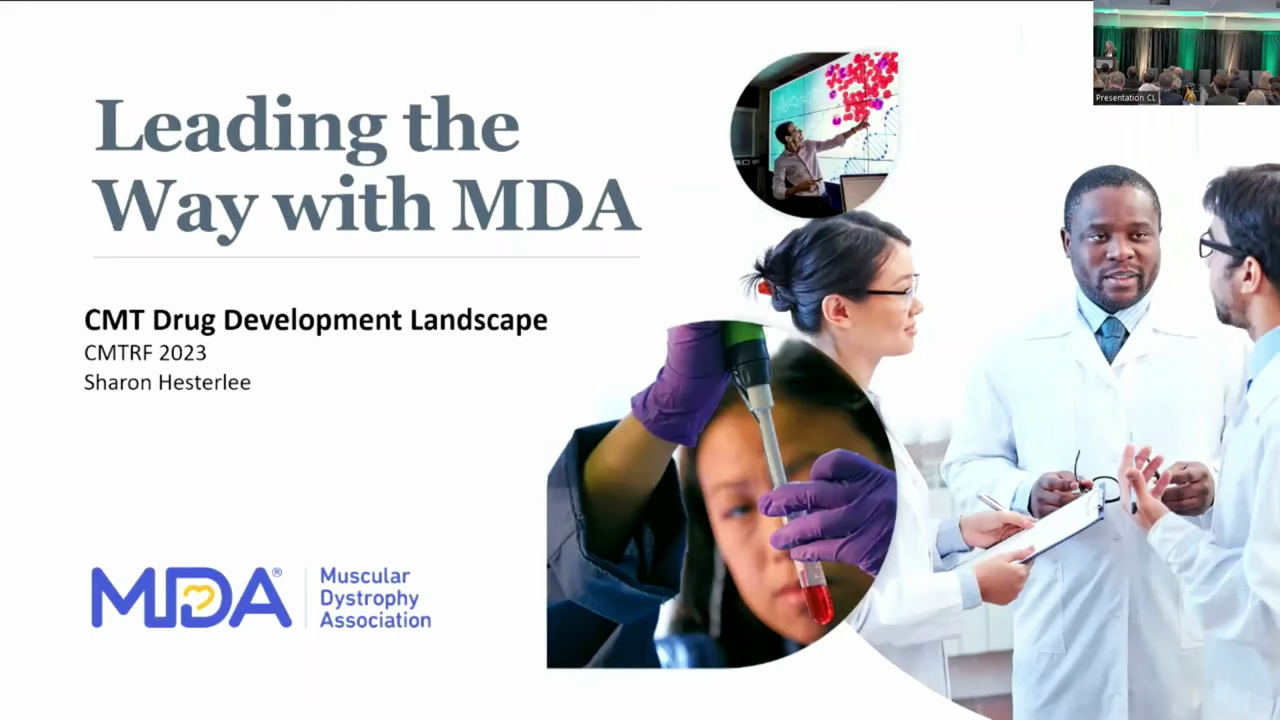 Leading the
Way with MDA
CMT Drug Development Landscape
CMTRF 2023
Sharon Hesterlee
MDA®
Muscular
Dystrophy
Association
Presentation CL